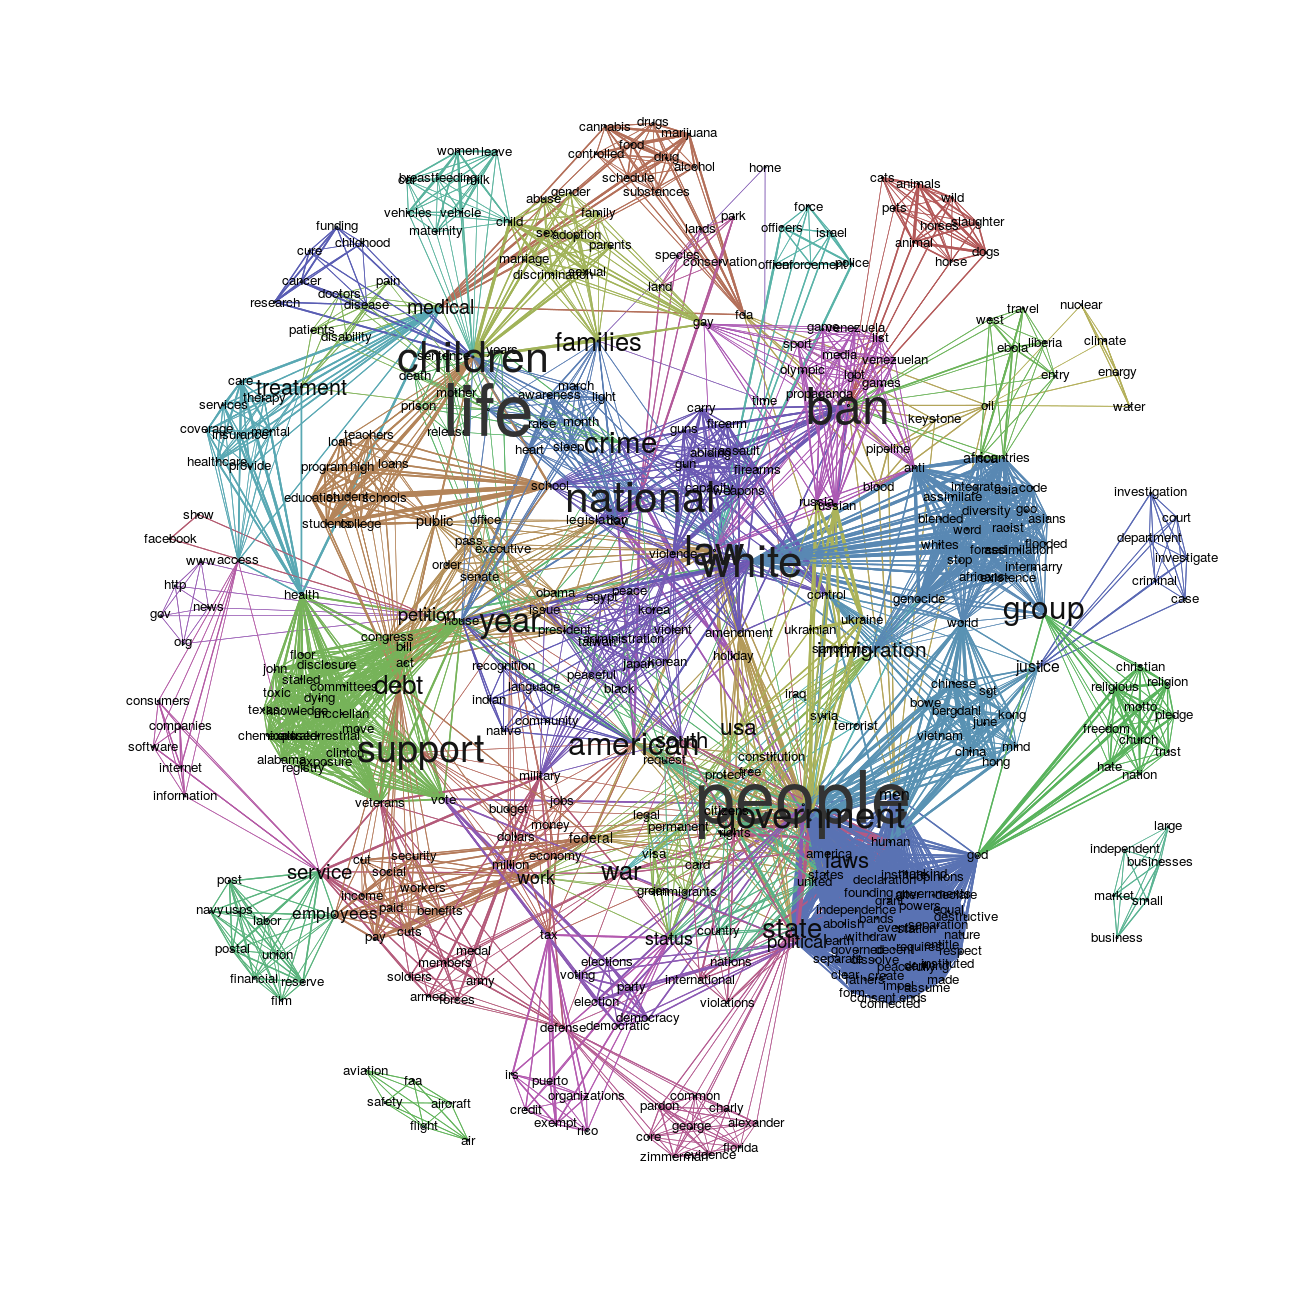 cannabis
drugs
marijuana
food
controlled
drug
alcohol
schedule
substances
women
leave
breastfeeding
milk
vehicles
vehicle
maternity
gender
abuse
child
family
sex
adoption
parents
marriage
sexual
discrimination
home
park
lands
species
conservation
land
force
officers
israel
enforcement
police
cats
animals
pets
wild
horses
slaughter
animal
horse
dogs
funding
cure
childhood
cancer
doctors
pain
research
disease
medical
patients
disability
gay
fda
game
venezuela
list
sport
media
venezuelan
olympic
lgbt
games
propaganda
ban
travel
west
nuclear
ebola
liberia
climate
entry
energy
oil
water
keystone
pipeline
children
sentence
years
families
death
mother
prison
life
release
care
treatment
services
therapy
coverage
insurance
mental
healthcare
provide
march
awareness
light
month
raise
crime
heart
sleep
time
carry
guns
firearm
assault
abiding
gun
firearms
capacity
weapons
blood
anti
teachers
loan
program
high
loans
education
student
schools
students
college
school
public
office
national
legislation
day
russia
russian
africa
countries
integrate
asia
code
assimilate
diversity
geo
blended
word
racist
asians
whites
forced
assimilation
flooded
stop
intermarry
africans
existence
genocide
world
group
investigation
court
department
investigate
criminal
case
justice
show
facebook
www
access
http
news
gov
org
health
pass
executive
order
senate
violence
law
white
petition
house
year
issue
obama
president
egypt
peace
korea
administration
taiwan
violent
amendment
control
ukraine
ukrainian
sanctions
immigration
holiday
congress
bill
act
floor
john
disclosure
stalled
toxic
committees
debt
texas
dying
knowledge
mcclellan
move
chemicals
extraterrestrial
clinton
alabama
exposure
registry
support
veterans
vote
recognition
language
indian
community
native
peaceful
japan
korean
black
american
south
request
usa
iraq
syria
terrorist
constitution
protect
free
chinese
sgt
bowe
bergdahl
june
kong
vietnam
china
mind
hong
christian
religious
religion
motto
pledge
freedom
church
trust
hate
nation
consumers
companies
software
internet
information
military
budget
jobs
money
dollars
federal
million
economy
work
legal
permanent
citizens
rights
people
government
men
human
god
visa
card
green
immigrants
war
america
laws
states
united
declaration
mankind
opinions
founding
governments
declare
powers
equal
independence
bands
separation
destructive
abolish
station
nature
state
political
earth
withdraw
entitle
respect
governed
decent
requires
separate
dissolve
instituted
peacefully
clear
create
made
fathers
impel
assume
form
consent
ends
connected
large
independent
businesses
market
small
business
service
cut
security
social
income
workers
employees
paid
benefits
pay
cuts
post
navy
usps
labor
postal
union
financial
reserve
film
medal
members
soldiers
army
armed
forces
tax
status
country
nations
international
violations
elections
voting
party
election
democracy
democratic
defense
aviation
faa
safety
aircraft
flight
air
irs
puerto
organizations
credit
exempt
rico
common
pardon
charly
george
alexander
core
florida
zimmerman
evidence